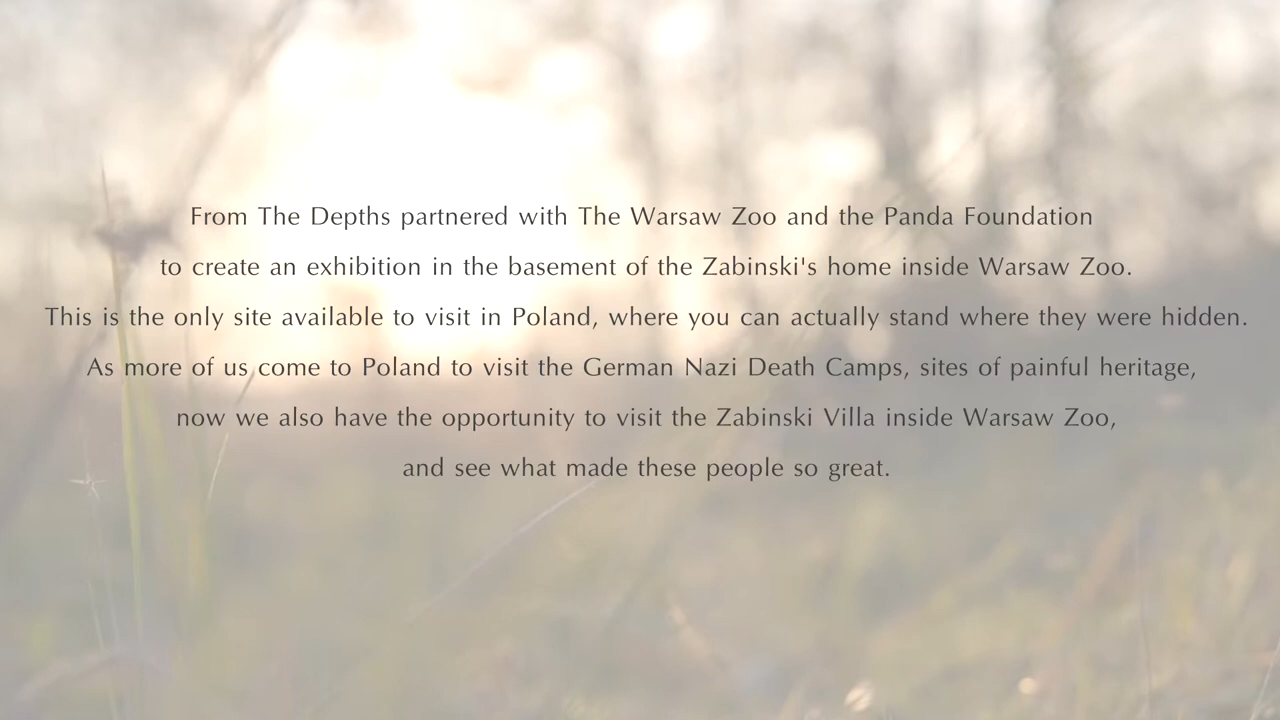 From The Depths partnered with The Warsaw Zoo and the Panda Foundation
to create an exhibition in the basement of the Zabinski's home inside Warsaw Zoo.
This is the only site available to visit in Poland, where you can actually stand where they were hidden.
As more of us come to Poland to visit the German Nazi Death Camps, sites of painful heritage,
now we also have the opportunity to visit the Zabinski Villa inside Warsaw Zoo,
and see what made these people so great.